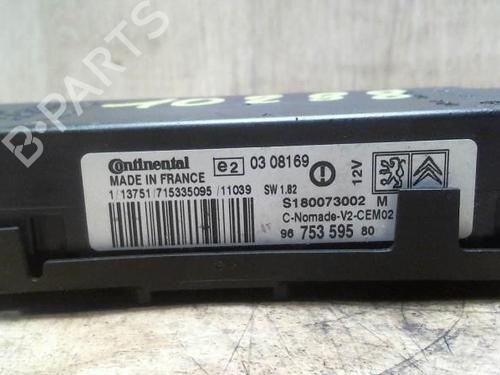 B-PARTS
Continental e2 03 08169 12V
MADE IN FRANCE
1/13751/715335095/11039 SW 1.82
S180073002 M
C-Nomade-V2-CEM02
96 753 595 80